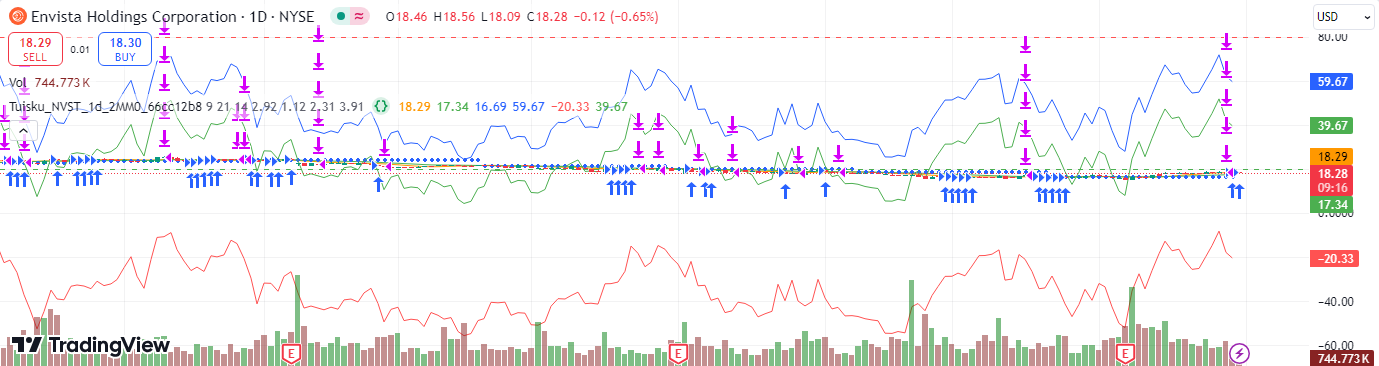 Envista Holdings Corporation · 1D · NYSE O18.46 H18.56 L18.09 C18.28 −0.12 (−0.65%)
USD
80.00
18.29 SELL
0.01
18.30 BUY
Vol 744.773 K
59.67
9 21 14 2.92 1.12 2.31 3.91 18.29 17.34 16.69 59.67 −20.33 39.67
39.67
18.29
18.28
09:16
17.34
0.0000
−20.33
−40.00
TradingView
E
E
E
−60.00
744.773 K